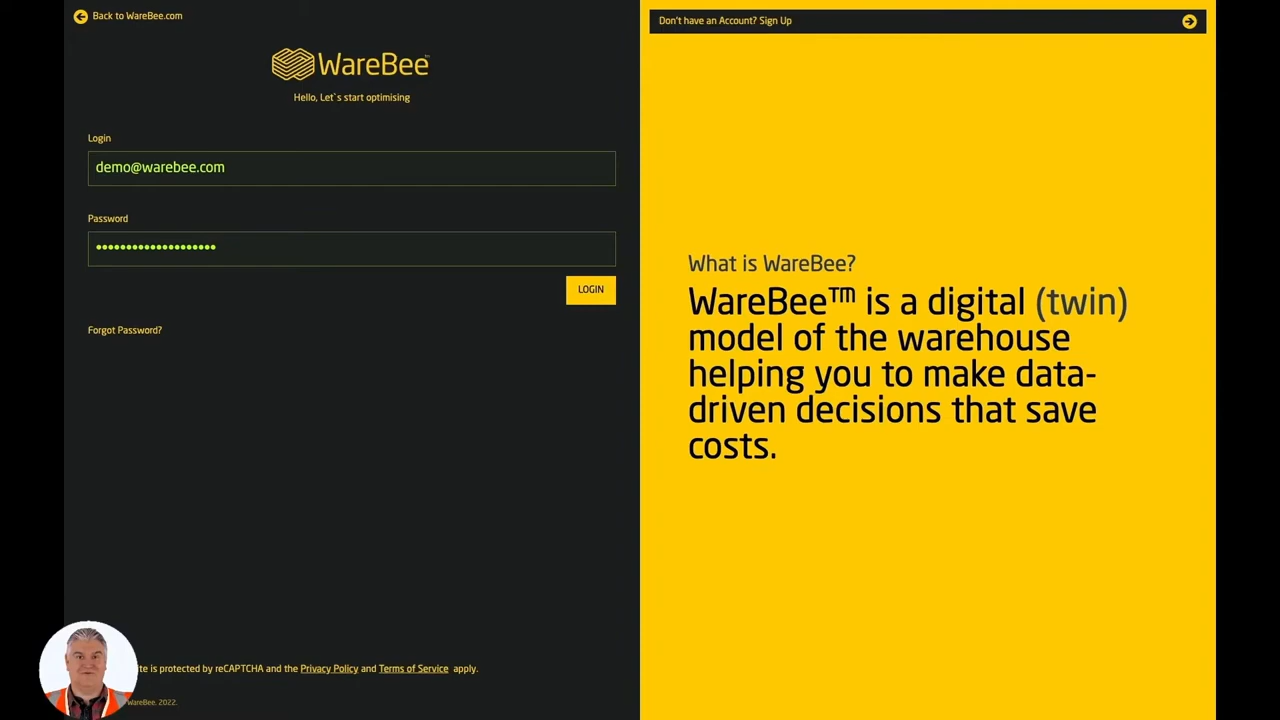 Back to WareBee.com
WareBee™
Hello, Let`s start optimising
Login
demo@warebee.com
Password
LOGIN
Forgot Password?
ite is protected by reCAPTCHA and the Privacy Policy and Terms of Service apply.
WareBee, 2022.
Don't have an Account? Sign Up
What is WareBee?
WareBee™ is a digital (twin)
model of the warehouse
helping you to make data-
driven decisions that save
costs.